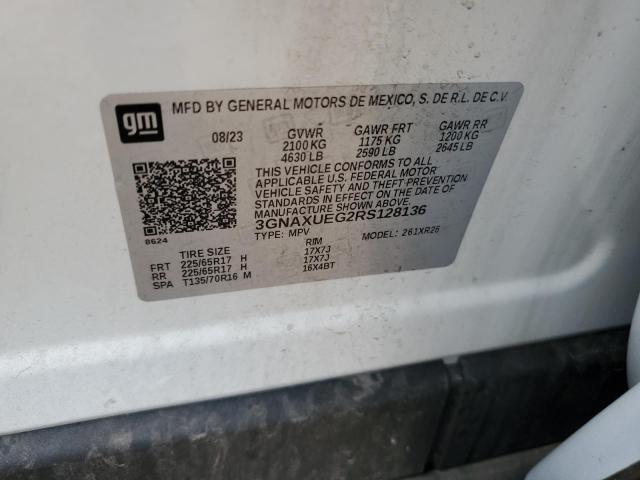 gm
MFD BY GENERAL MOTORS DE MEXICO, S. DE R.L. DE C.V.
08/23 GVWR GAWR FRT GAWR RR
2100 KG 1175 KG 1200 KG
4630 LB 2590 LB 2645 LB
THIS VEHICLE CONFORMS TO ALL
APPLICABLE U.S. FEDERAL MOTOR
VEHICLE SAFETY AND THEFT PREVENTION
STANDARDS IN EFFECT ON THE DATE OF
MANUFACTURE SHOWN ABOVE.
3GNAXUEG2RS128136
TYPE: MPV MODEL: 261XR26
8624
TIRE SIZE RIM
FRT 225/65R17 H 17X7J
RR 225/65R17 H 17X7J
SPA T135/70R16 M 16X4BT